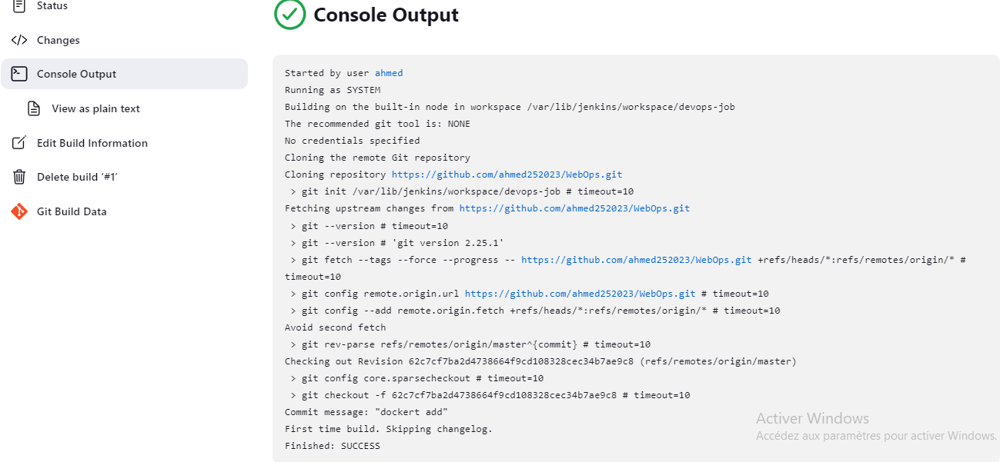 Status
Changes
Console Output
View as plain text
Edit Build Information
Delete build ‘#1’
Git Build Data
Console Output
Started by user ahmed
Running as SYSTEM
Building on the built-in node in workspace /var/lib/jenkins/workspace/devops-job
The recommended git tool is: NONE
No credentials specified
Cloning the remote Git repository
Cloning repository https://github.com/ahmed252023/WebOps.git
> git init /var/lib/jenkins/workspace/devops-job # timeout=10
Fetching upstream changes from https://github.com/ahmed252023/WebOps.git
> git --version # timeout=10
> git --version # 'git version 2.25.1'
> git fetch --tags --force --progress -- https://github.com/ahmed252023/WebOps.git +refs/heads/*:refs/remotes/origin/* #
timeout=10
> git config remote.origin.url https://github.com/ahmed252023/WebOps.git # timeout=10
> git config --add remote.origin.fetch +refs/heads/*:refs/remotes/origin/* # timeout=10
Avoid second fetch
> git rev-parse refs/remotes/origin/master^{commit} # timeout=10
Checking out Revision 62c7cf7ba2d4738664f9cd108328cec34b7ae9c8 (refs/remotes/origin/master)
> git config core.sparsecheckout # timeout=10
> git checkout -f 62c7cf7ba2d4738664f9cd108328cec34b7ae9c8 # timeout=10
Commit message: "dockert add"
First time build. Skipping changelog.
Finished: SUCCESS
Activer Windows
Accédez aux paramètres pour activer Windows.